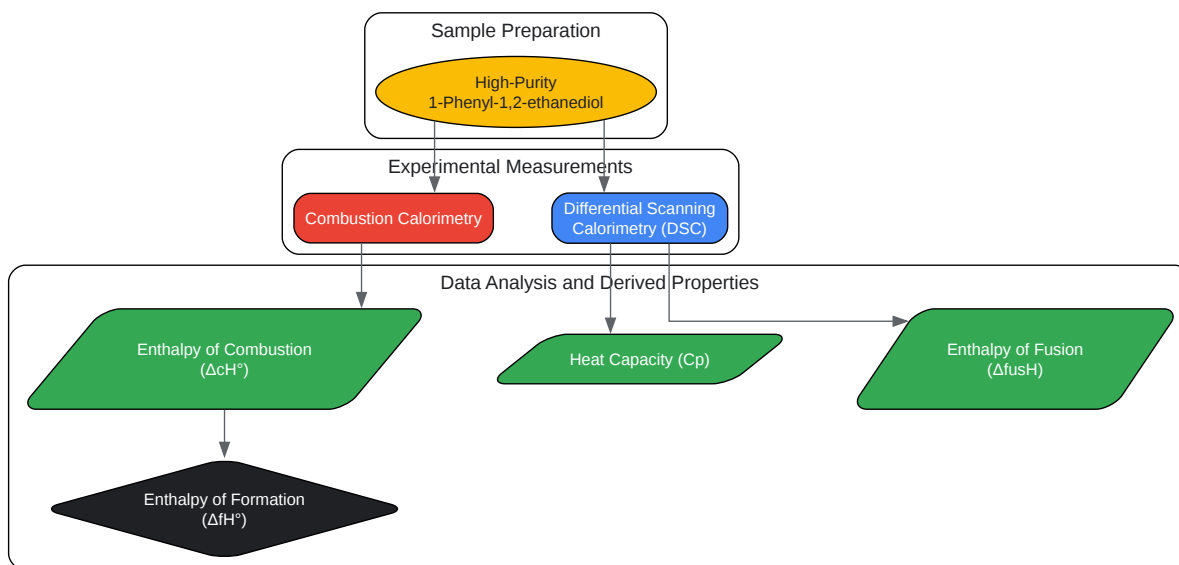 Sample Preparation
High-Purity
1-Phenyl-1,2-ethanediol
Experimental Measurements
Combustion Calorimetry
Differential Scanning
Calorimetry (DSC)
Data Analysis and Derived Properties
Enthalpy of Combustion
(ΔcH°)
Heat Capacity (Cp)
Enthalpy of Fusion
(ΔfusH)
Enthalpy of Formation
(ΔfH°)